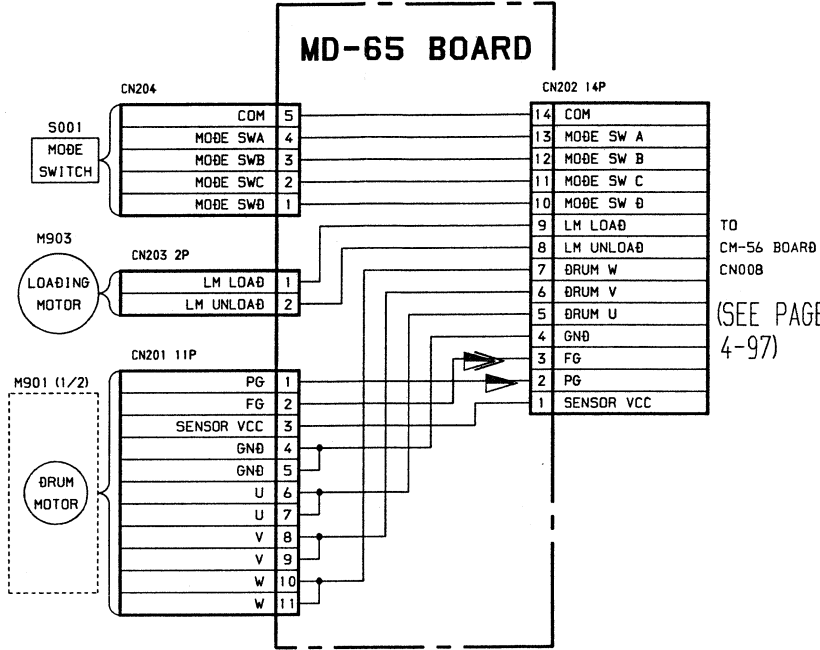 MD-65 BOARD
CN204
CN202 14P
S001
MODE
SWITCH
COM 5
MODE SWA 4
MODE SWB 3
MODE SWC 2
MODE SWD 1
14 COM
13 MODE SW A
12 MODE SW B
11 MODE SW C
10 MODE SW D
9 LM LOAD
8 LM UNLOAD
7 DRUM W
6 DRUM V
5 DRUM U
4 GND
3 FG
2 PG
1 SENSOR VCC
TO
CM-56 BOARD
CN008
(SEE PAGE
4-97)
M903
LOADING
MOTOR
CN203 2P
LM LOAD 1
LM UNLOAD 2
CN201 11P
M901 (1/2)
DRUM
MOTOR
PG 1
FG 2
SENSOR VCC 3
GND 4
GND 5
U 6
U 7
V 8
V 9
W 10
W 11